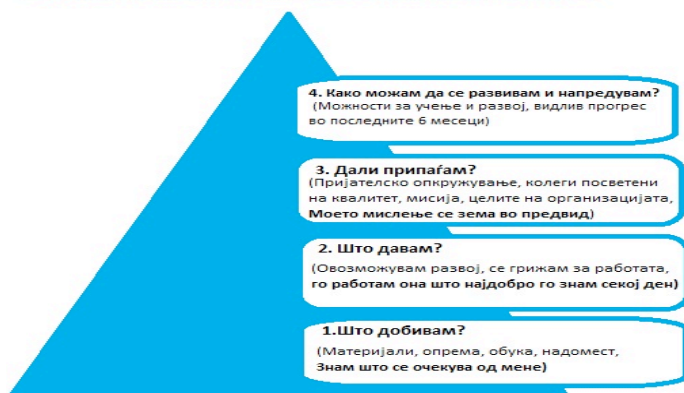 4. Како можам да се развивам и напредувам?
(Можности за учење и развој, видлив прогрес
во последните 6 месеци)
3. Дали припаѓам?
(Пријателско опкружување, колеги посветени
на квалитет, мисија, целите на организацијата,
Моето мислење се зема во предвид)
2. Што давам?
(Овозможувам развој, се грижам за работата,
го работам она што најдобро го знам секој ден)
1.Што добивам?
(Материјали, опрема, обука, надомест,
Знам што се очекува од мене)